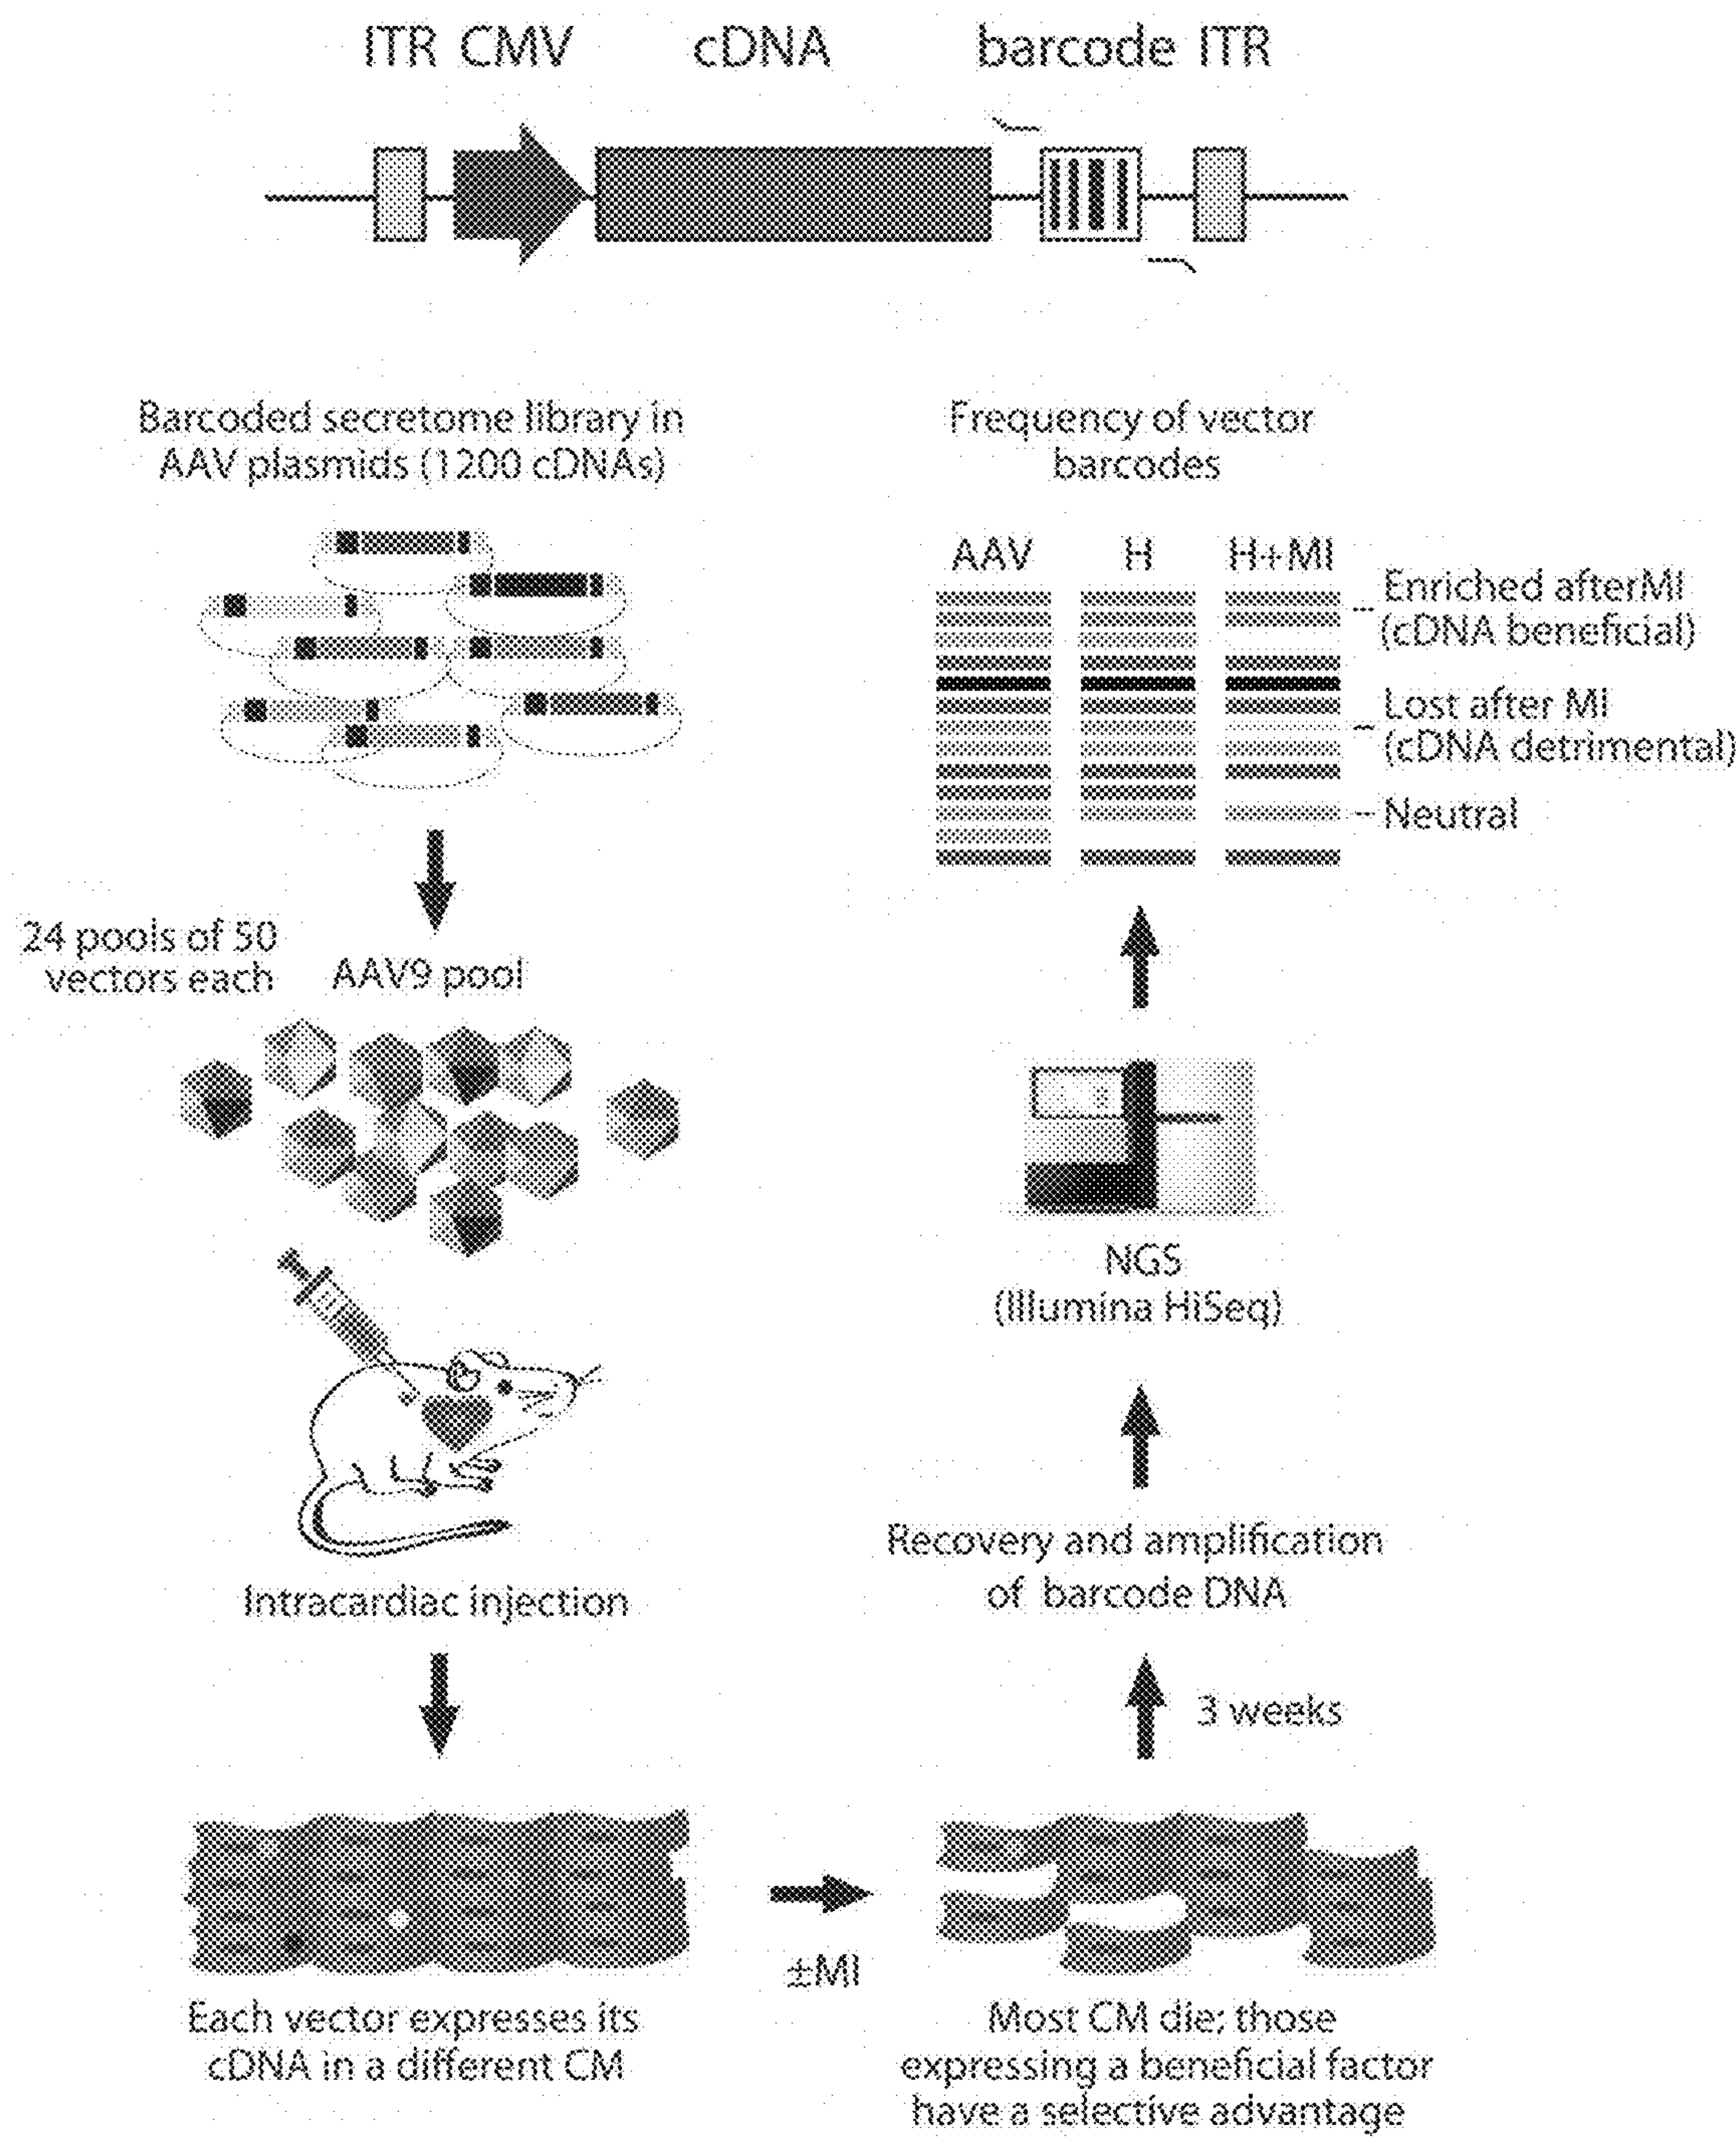 ITR CMV cDNA barcode ITR
Barcoded secretome library in
AAV plasmids (1200 cDNAs)
24 pools of 50
vectors each
AAV9 pool
Intracardiac injection
Each vector expresses its
cDNA in a different CM
±MI
Most CM die; those
expressing a beneficial factor
have a selective advantage
3 weeks
Recovery and amplification
of barcode DNA
NGS
(Illumina HiSeq)
Frequency of vector
barcodes
AAV H H+MI
Enriched afterMI
(cDNA beneficial)
Lost after MI
(cDNA detrimental)
Neutral